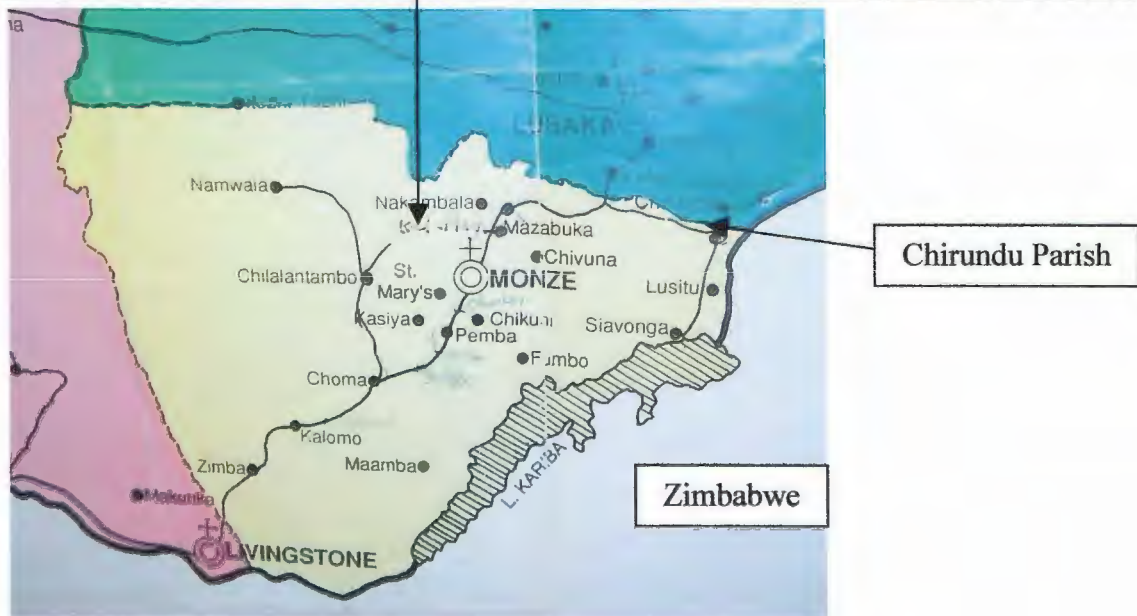 LUSAKA
Namwala
Nakambala
Mazabuka
Chirundu Parish
Chivuna
St.
Mary's
MONZE
Chilalantambo
Lusitu
Kasiya
Chikuni
Siavonga
Pemba
Fumbo
Choma
Kalomo
Zimba
Maamba
L. KARIBA
Zimbabwe
LIVINGSTONE